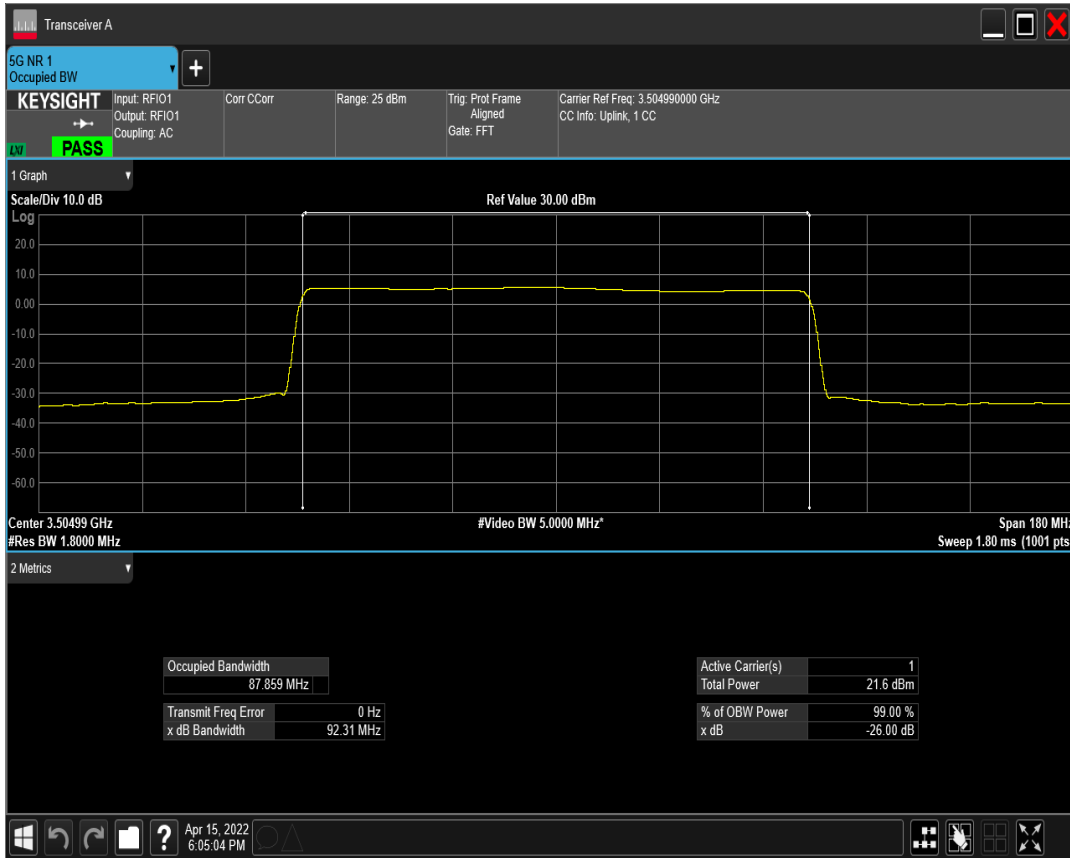 Transceiver A
5G NR 1
Occupied BW
+
KEYSIGHT
LXI
PASS
Input: RFIO1
Output: RFIO1
Coupling: AC
Corr CCorr
Range: 25 dBm
Trig: Prot Frame
Aligned
Gate: FFT
Carrier Ref Freq: 3.504990000 GHz
CC Info: Uplink, 1 CC
1 Graph
Scale/Div 10.0 dB
Ref Value 30.00 dBm
Log
20.0
10.0
0.00
-10.0
-20.0
-30.0
-40.0
-50.0
-60.0
Center 3.50499 GHz
#Video BW 5.0000 MHz*
Span 180 MHz
#Res BW 1.8000 MHz
Sweep 1.80 ms (1001 pts
2 Metrics
Occupied Bandwidth
87.859 MHz
Transmit Freq Error 0 Hz
x dB Bandwidth 92.31 MHz
Active Carrier(s) 1
Total Power 21.6 dBm
% of OBW Power 99.00 %
x dB -26.00 dB
?
Apr 15, 2022
6:05:04 PM